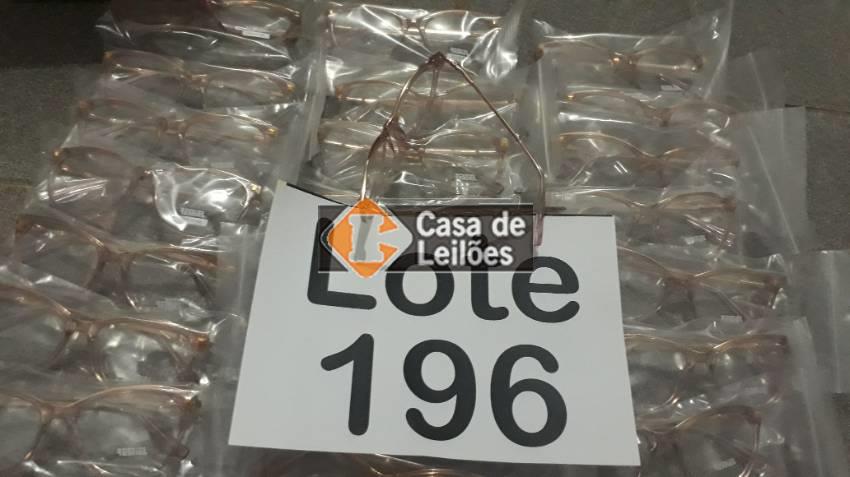 Casa de
Leilões
Lote
196